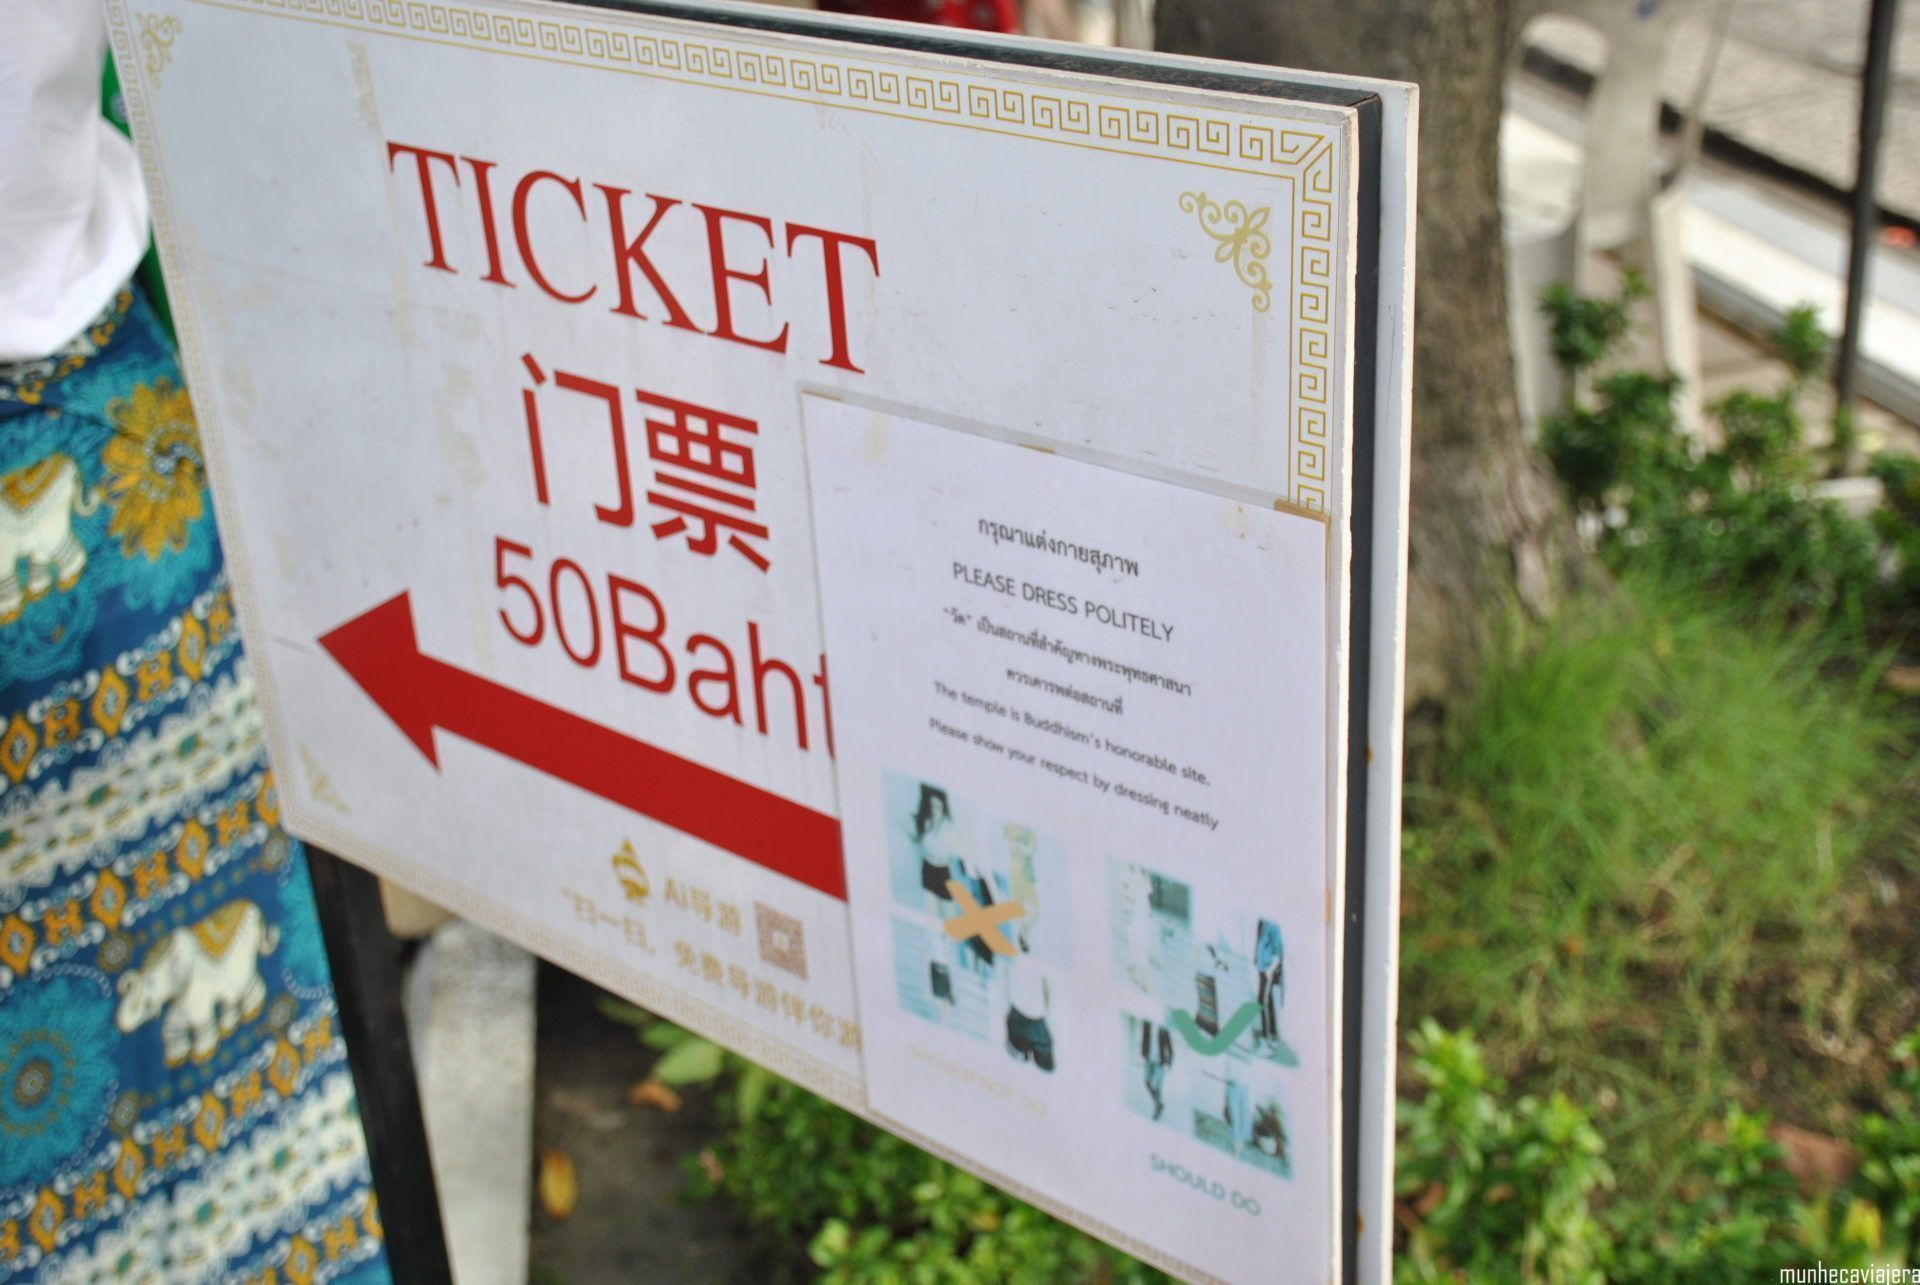 TICKET
门票
50Baht
AI导游
"扫一扫，免费导游伴你游
กรุณาแต่งกายสุภาพ
PLEASE DRESS POLITELY
"วัด" เป็นสถานที่สำคัญทางพระพุทธศาสนา
ควรเคารพต่อสถานที่
The temple is Buddhism's honorable site.
Please show your respect by dressing neatly
SHOULD NOT DO
SHOULD DO
munhecaviajera